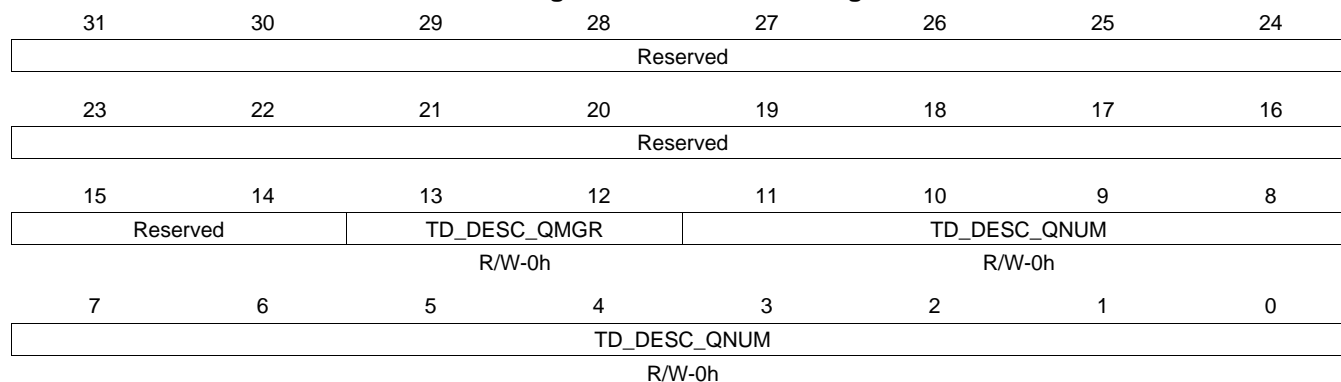 31 30 29 28 27 26 25 24
Reserved
23 22 21 20 19 18 17 16
Reserved
15 14 13 12 11 10 9 8
Reserved TD_DESC_QMGR TD_DESC_QNUM
R/W-0h R/W-0h
7 6 5 4 3 2 1 0
TD_DESC_QNUM
R/W-0h